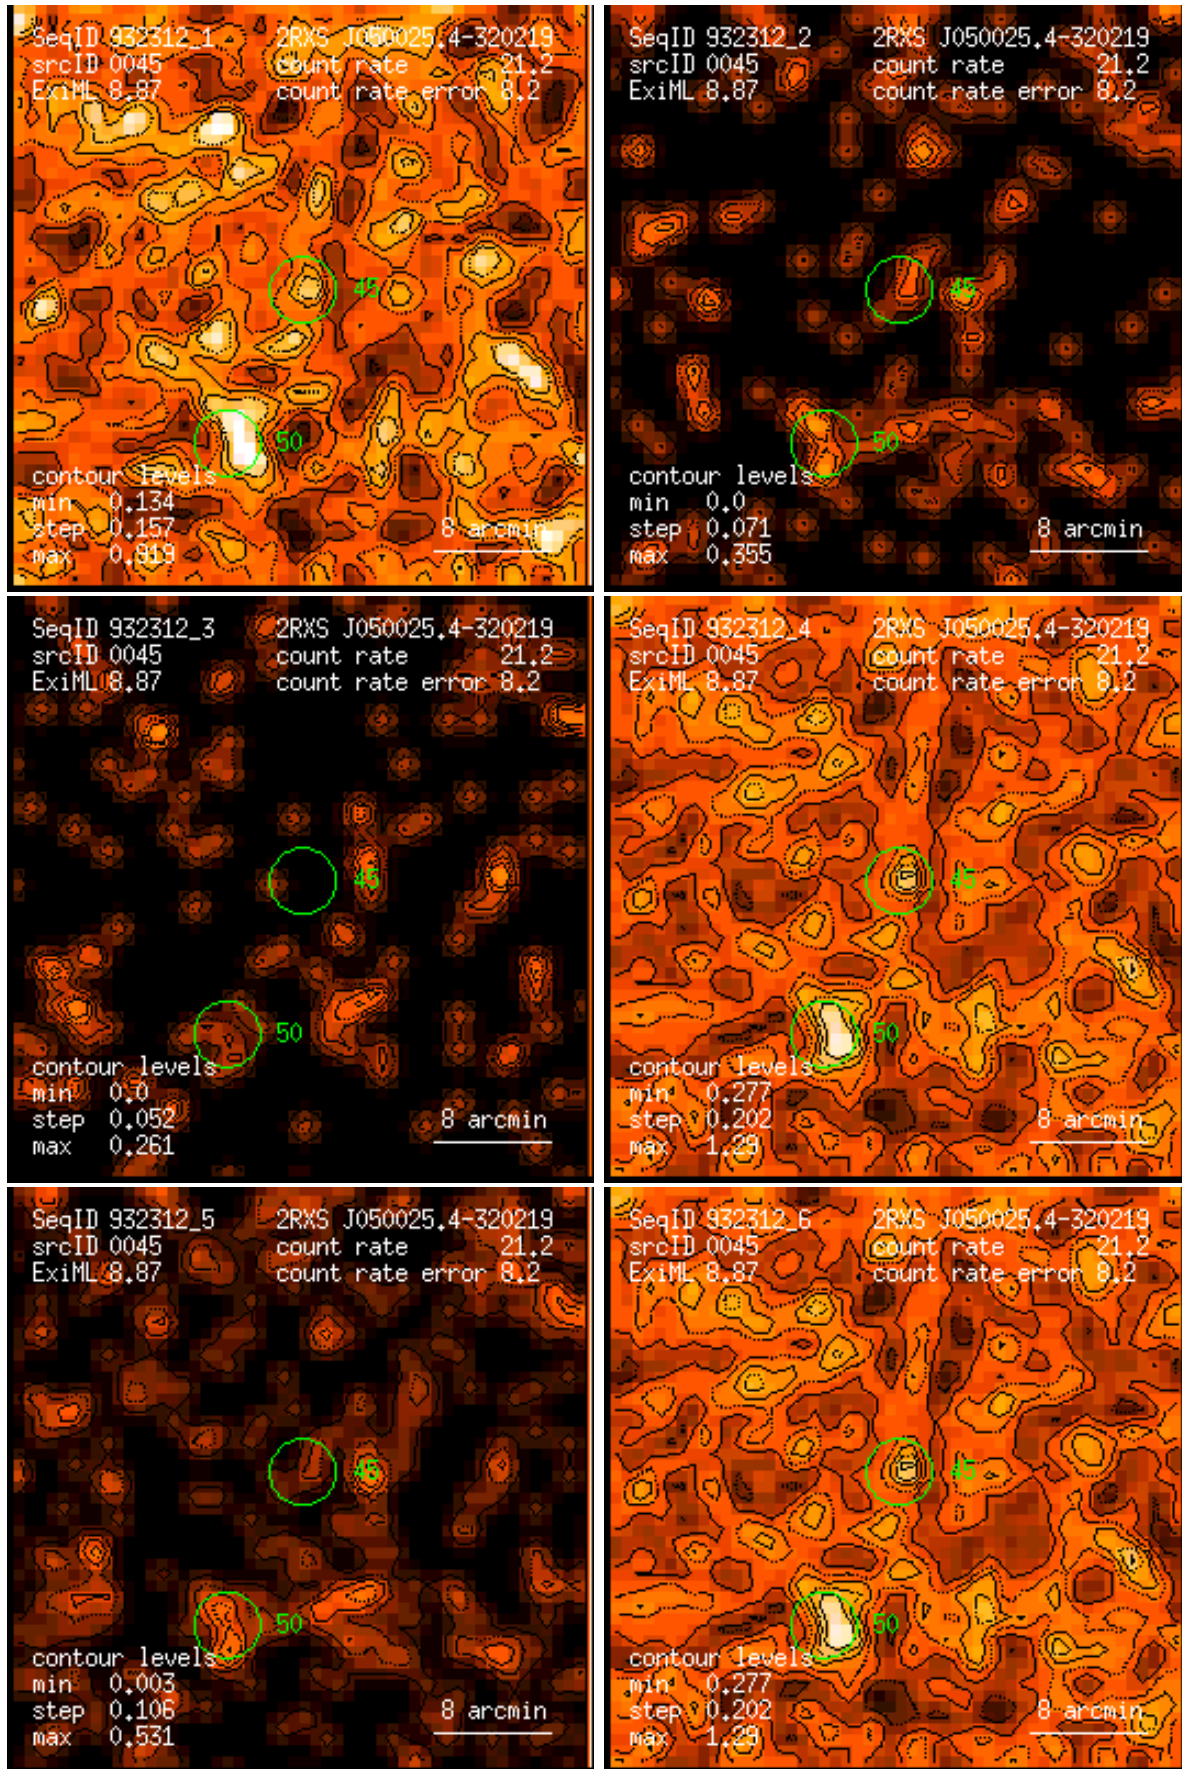 SeqID 932312_1 2RXS J050025.4-320219
srcID 0045 count rate 21.2
ExiML 8.87 count rate error 8.2
45
50
contour levels
min 0.134
step 0.157 8 arcmin
max 0.919
SeqID 932312_2 2RXS J050025.4-320219
srcID 0045 count rate 21.2
ExiML 8.87 count rate error 8.2
45
50
contour levels
min 0.0
step 0.071 8 arcmin
max 0.355
SeqID 932312_3 2RXS J050025.4-320219
srcID 0045 count rate 21.2
ExiML 8.87 count rate error 8.2
45
50
contour levels
min 0.0
step 0.052 8 arcmin
max 0.261
SeqID 932312_4 2RXS J050025.4-320219
srcID 0045 count rate 21.2
ExiML 8.87 count rate error 8.2
45
50
contour levels
min 0.277
step 0.202 8 arcmin
max 1.29
SeqID 932312_5 2RXS J050025.4-320219
srcID 0045 count rate 21.2
ExiML 8.87 count rate error 8.2
45
50
contour levels
min 0.003
step 0.106 8 arcmin
max 0.531
SeqID 932312_6 2RXS J050025.4-320219
srcID 0045 count rate 21.2
ExiML 8.87 count rate error 8.2
45
50
contour levels
min 0.277
step 0.202 8 arcmin
max 1.29